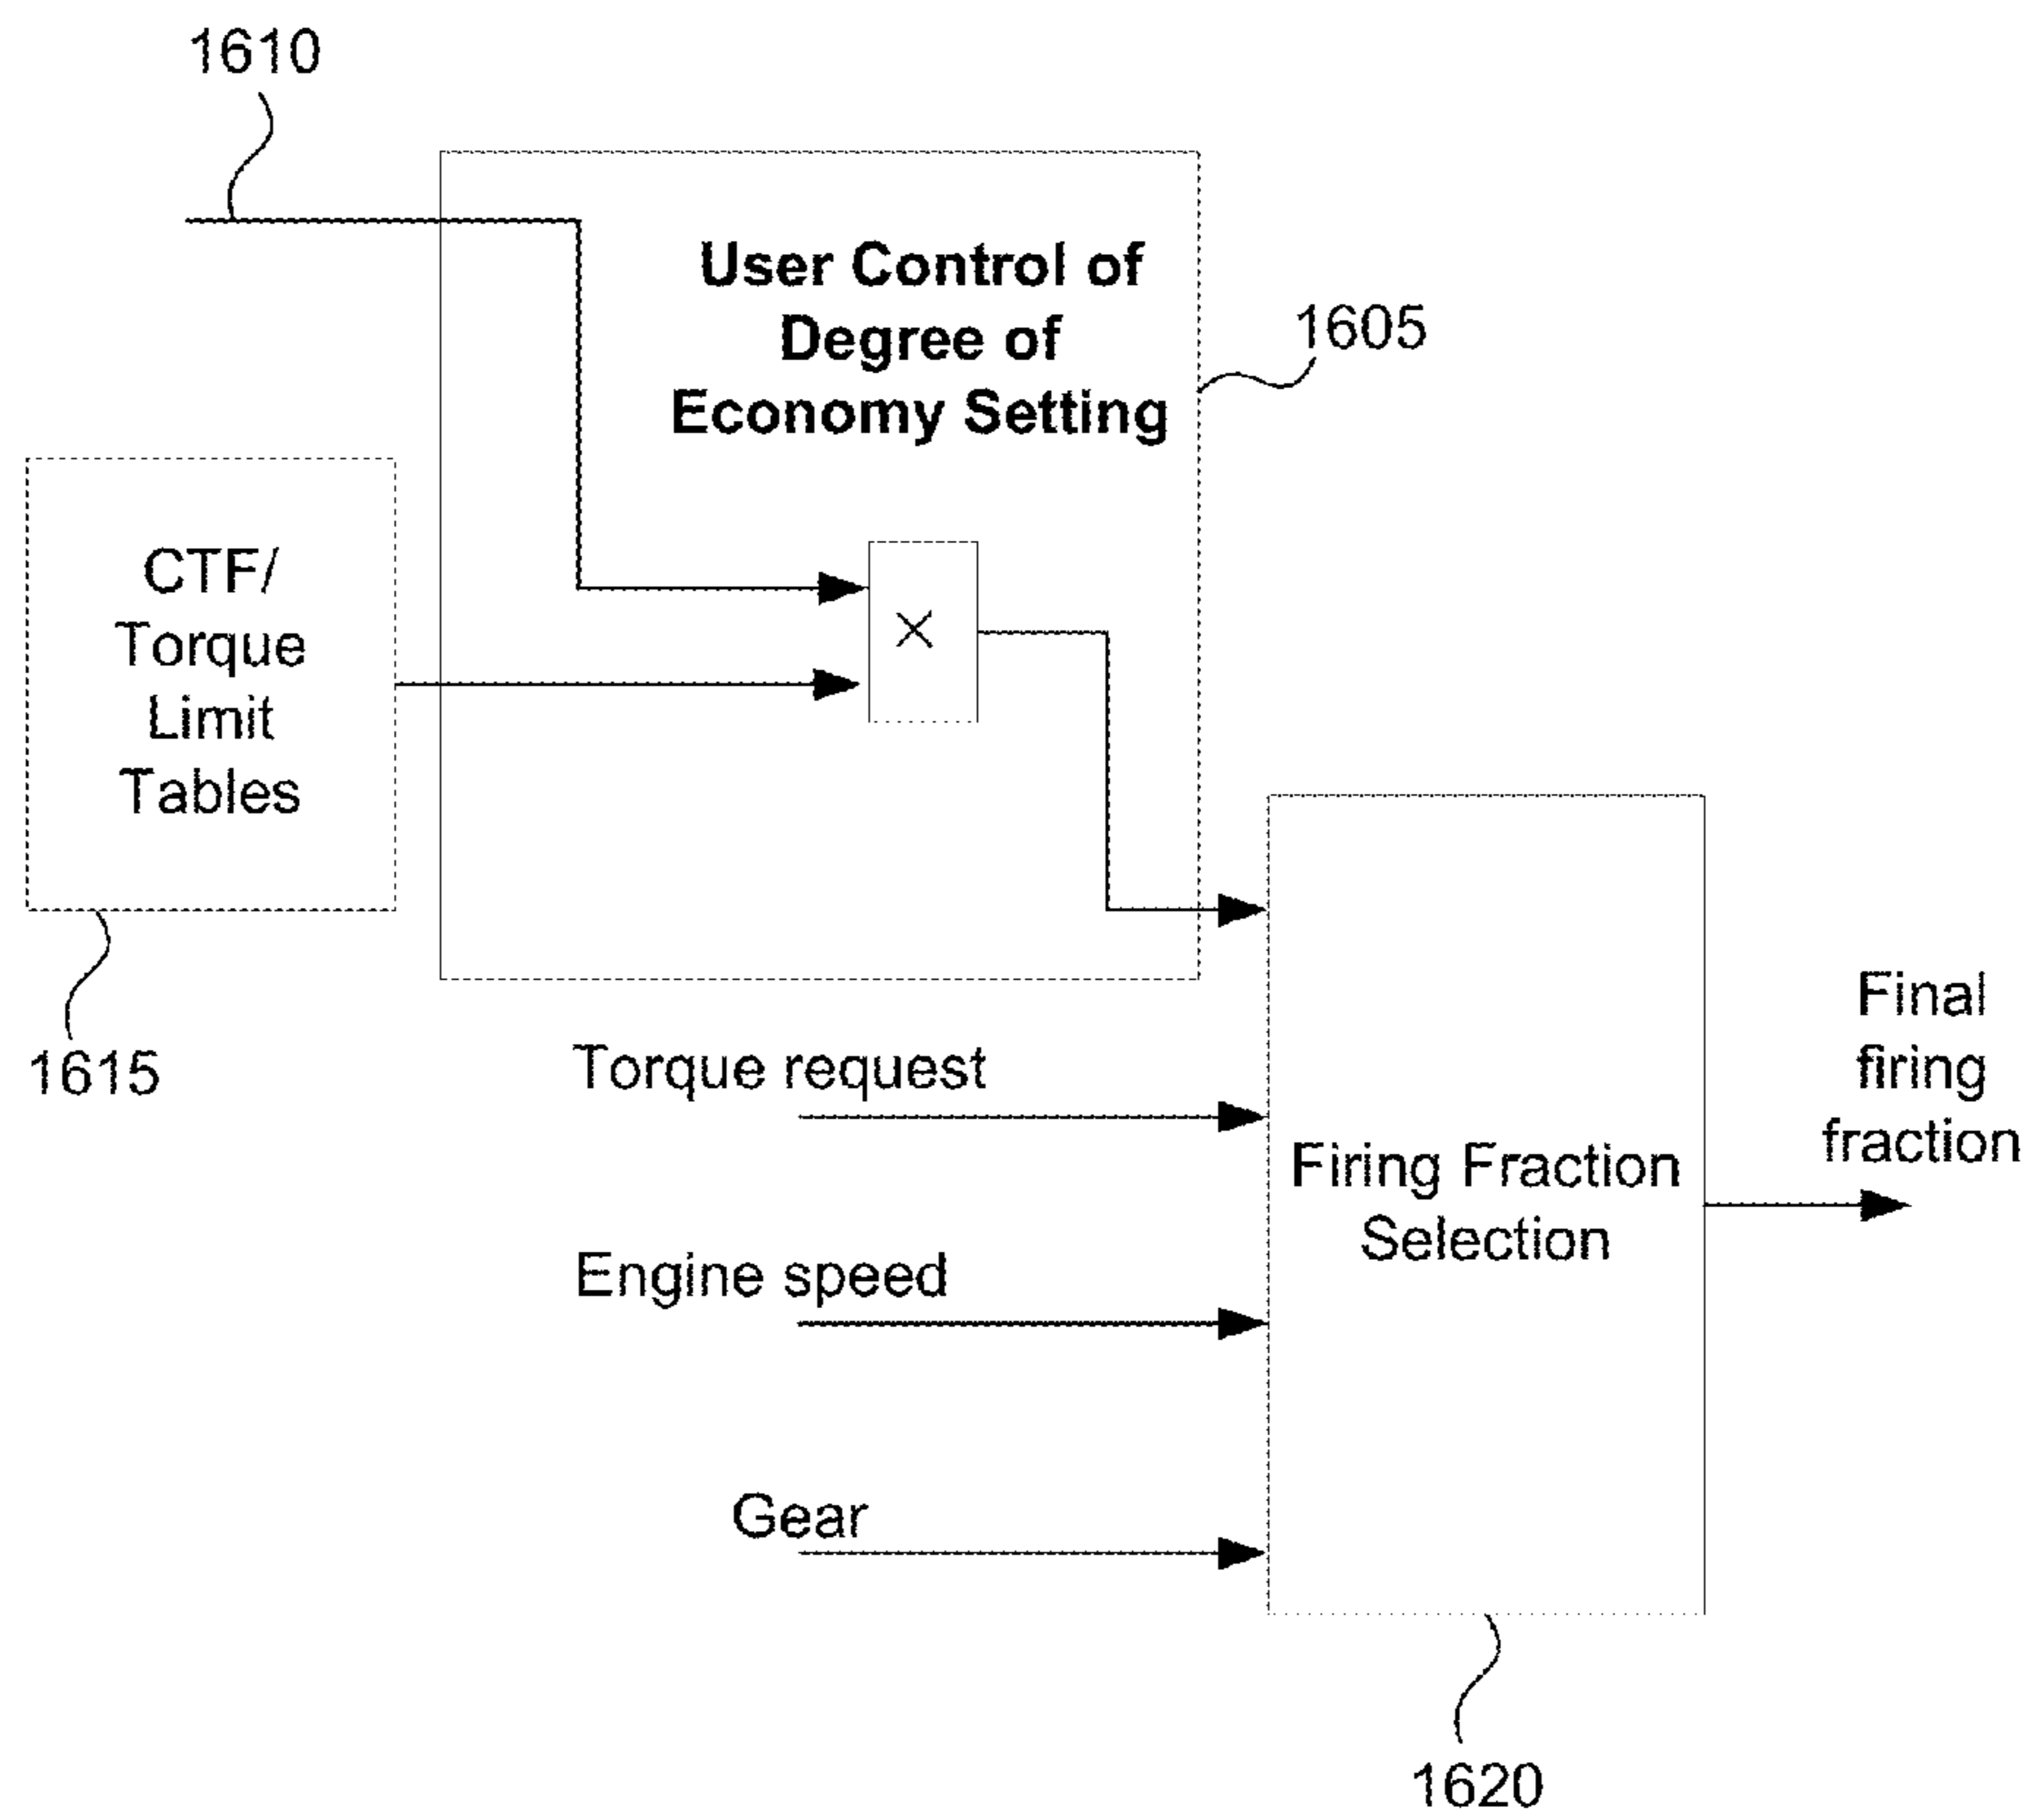 1610
User Control of
Degree of
Economy Setting
1605
CTF/
Torque
Limit
Tables
×
1615
Torque request
Engine speed
Gear
Firing Fraction
Selection
Final
firing
fraction
1620